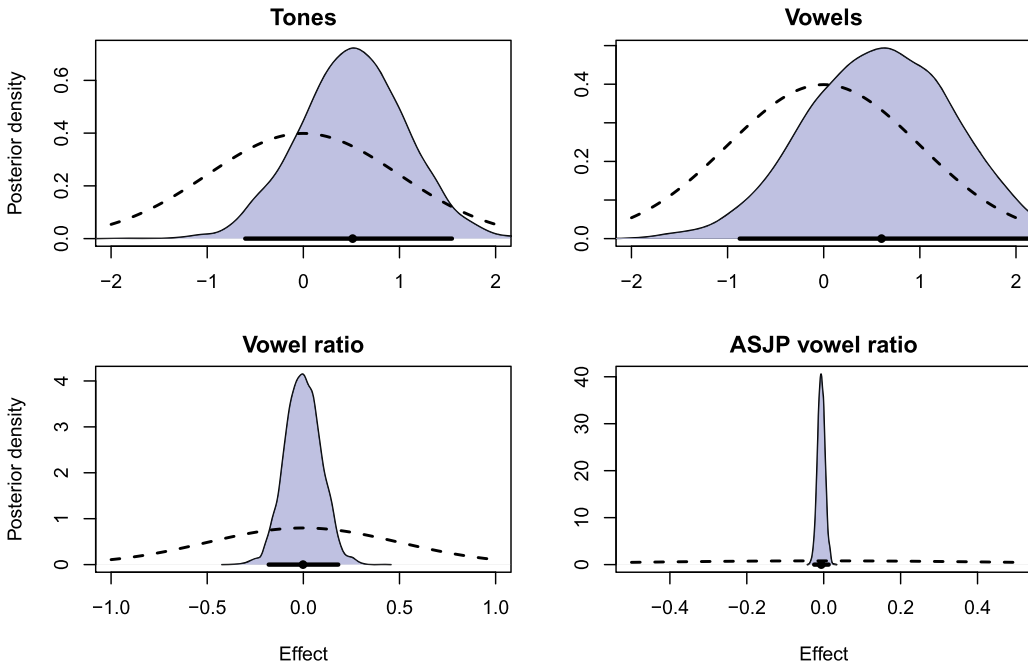 Tones
Posterior density
0.0 0.2 0.4 0.6
−2 −1 0 1 2
Vowels
0.0 0.2 0.4
−2 −1 0 1 2
Vowel ratio
Posterior density
0 1 2 3 4
−1.0 −0.5 0.0 0.5 1.0
Effect
ASJP vowel ratio
0 10 20 30 40
−0.4 −0.2 0.0 0.2 0.4
Effect